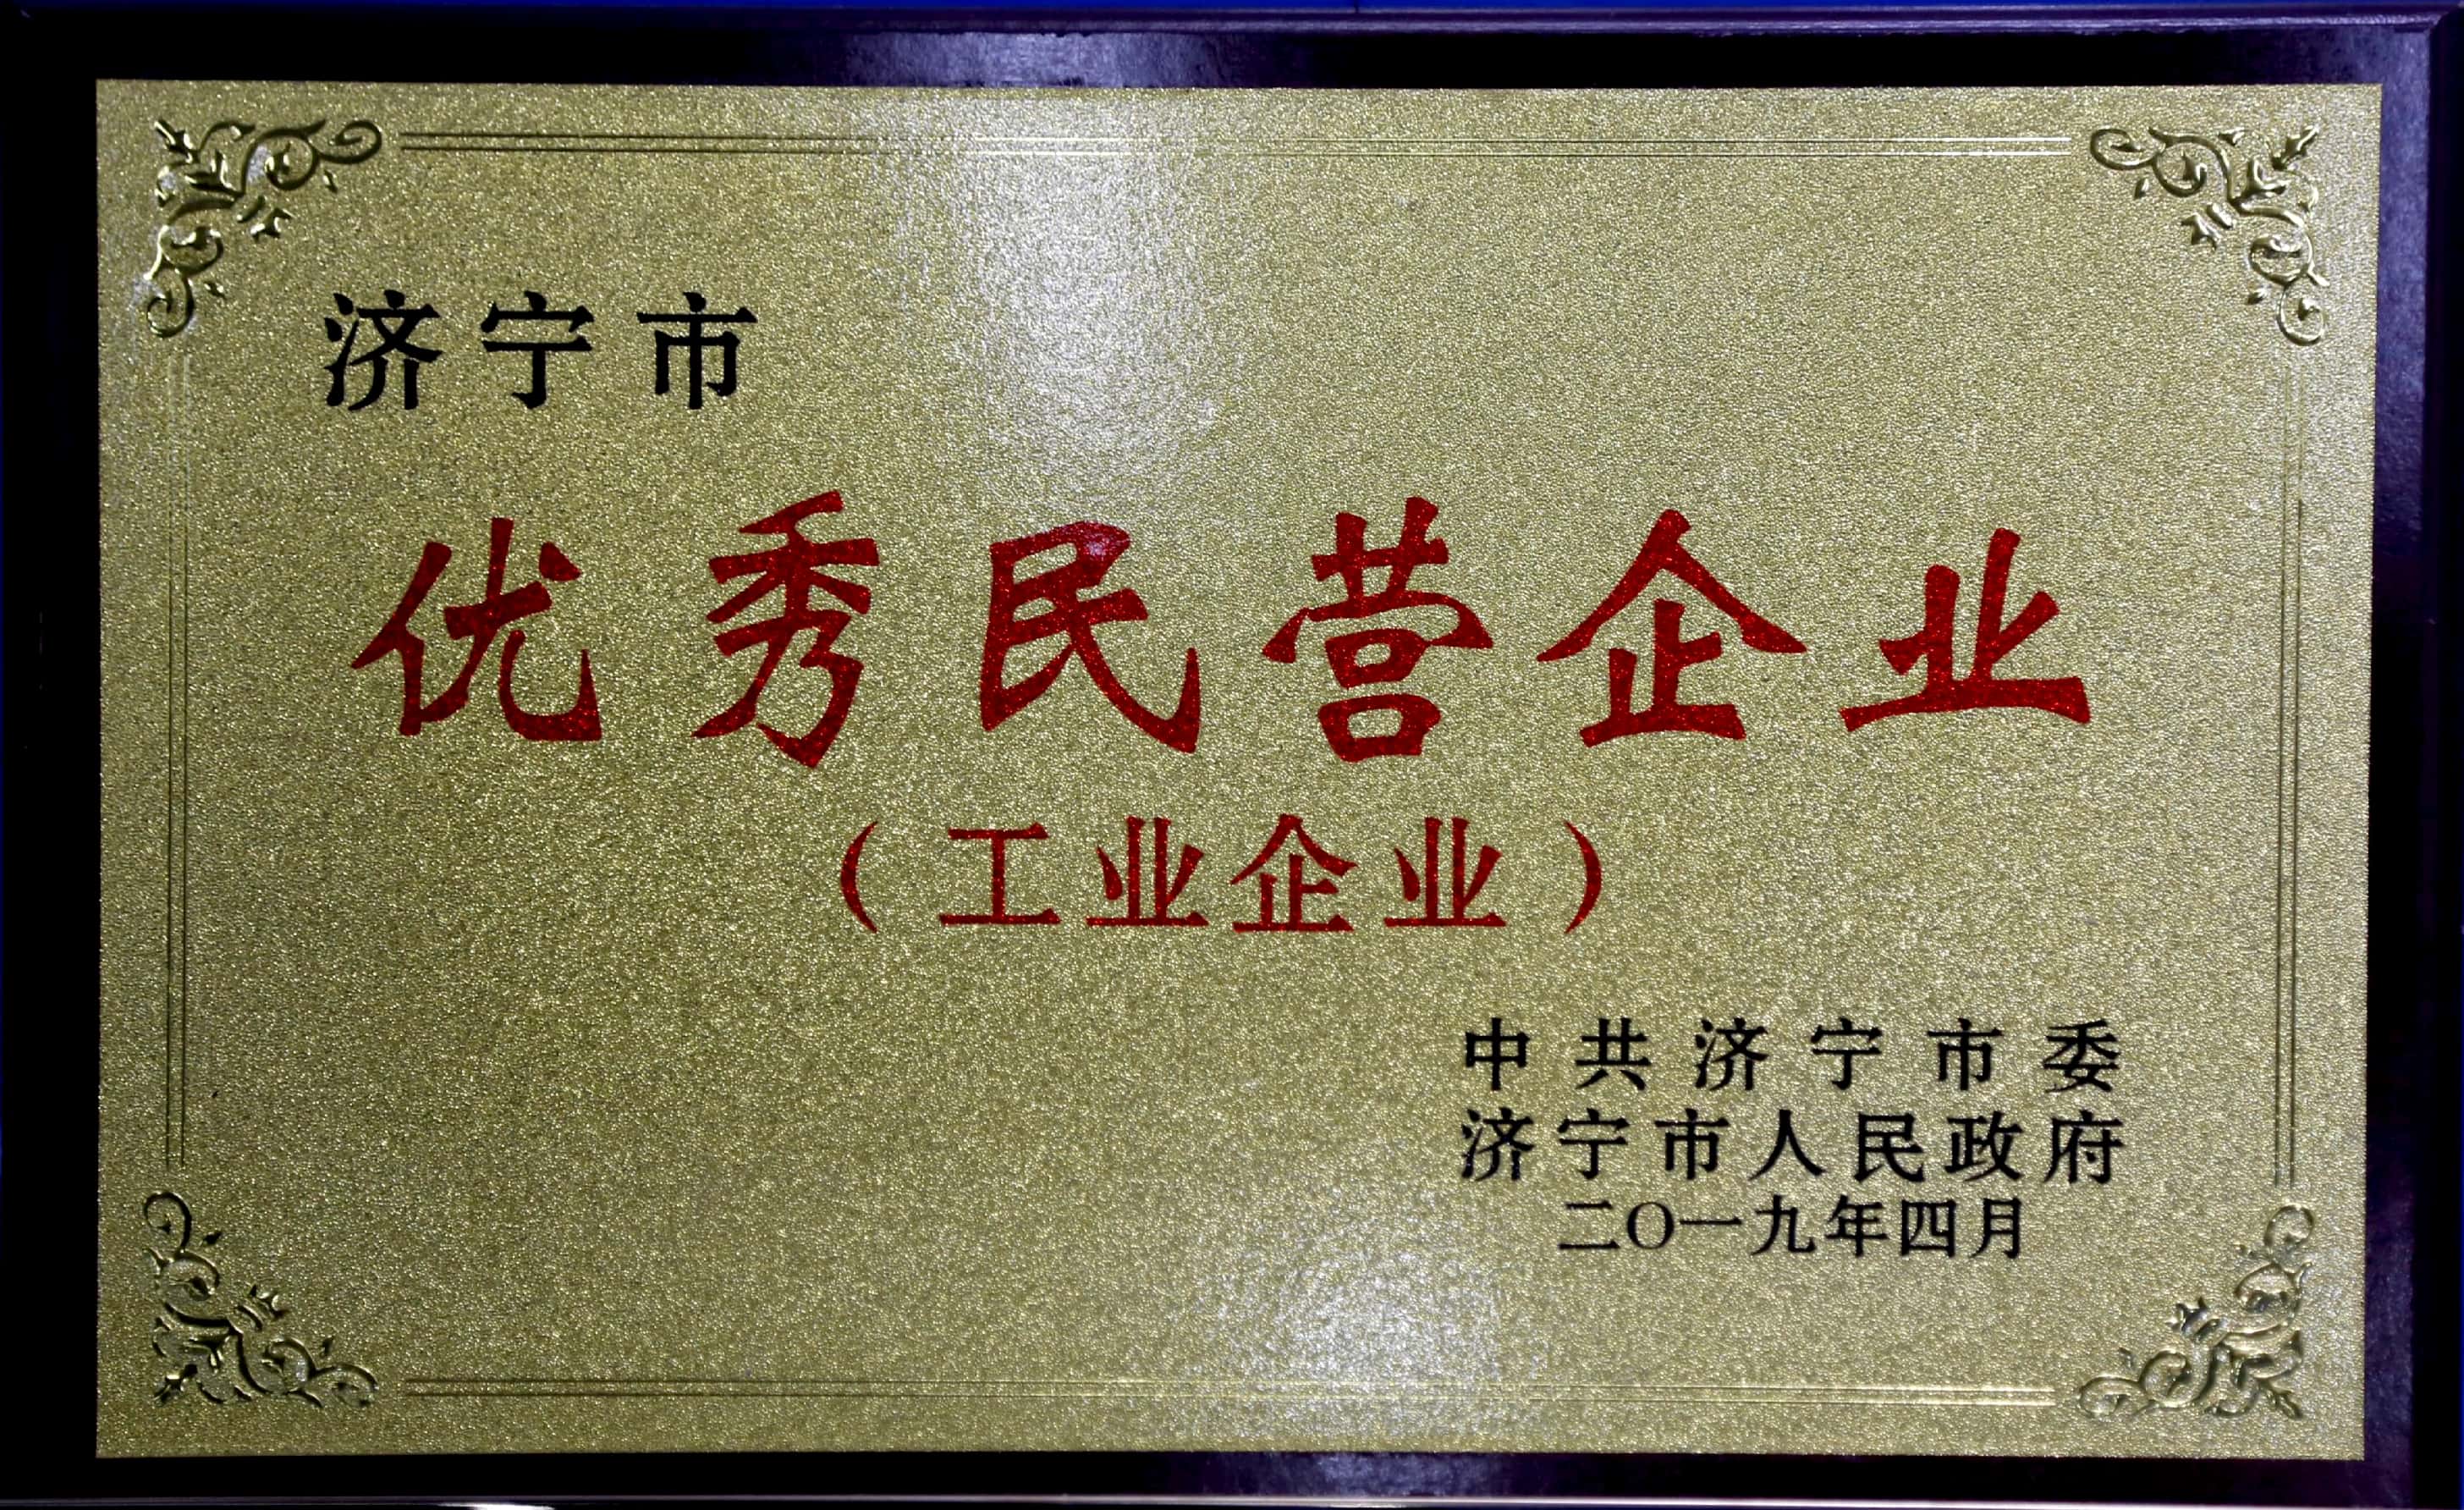 济宁市
优秀民营企业
（工业企业）
中共济宁市委
济宁市人民政府
二〇一九年四月